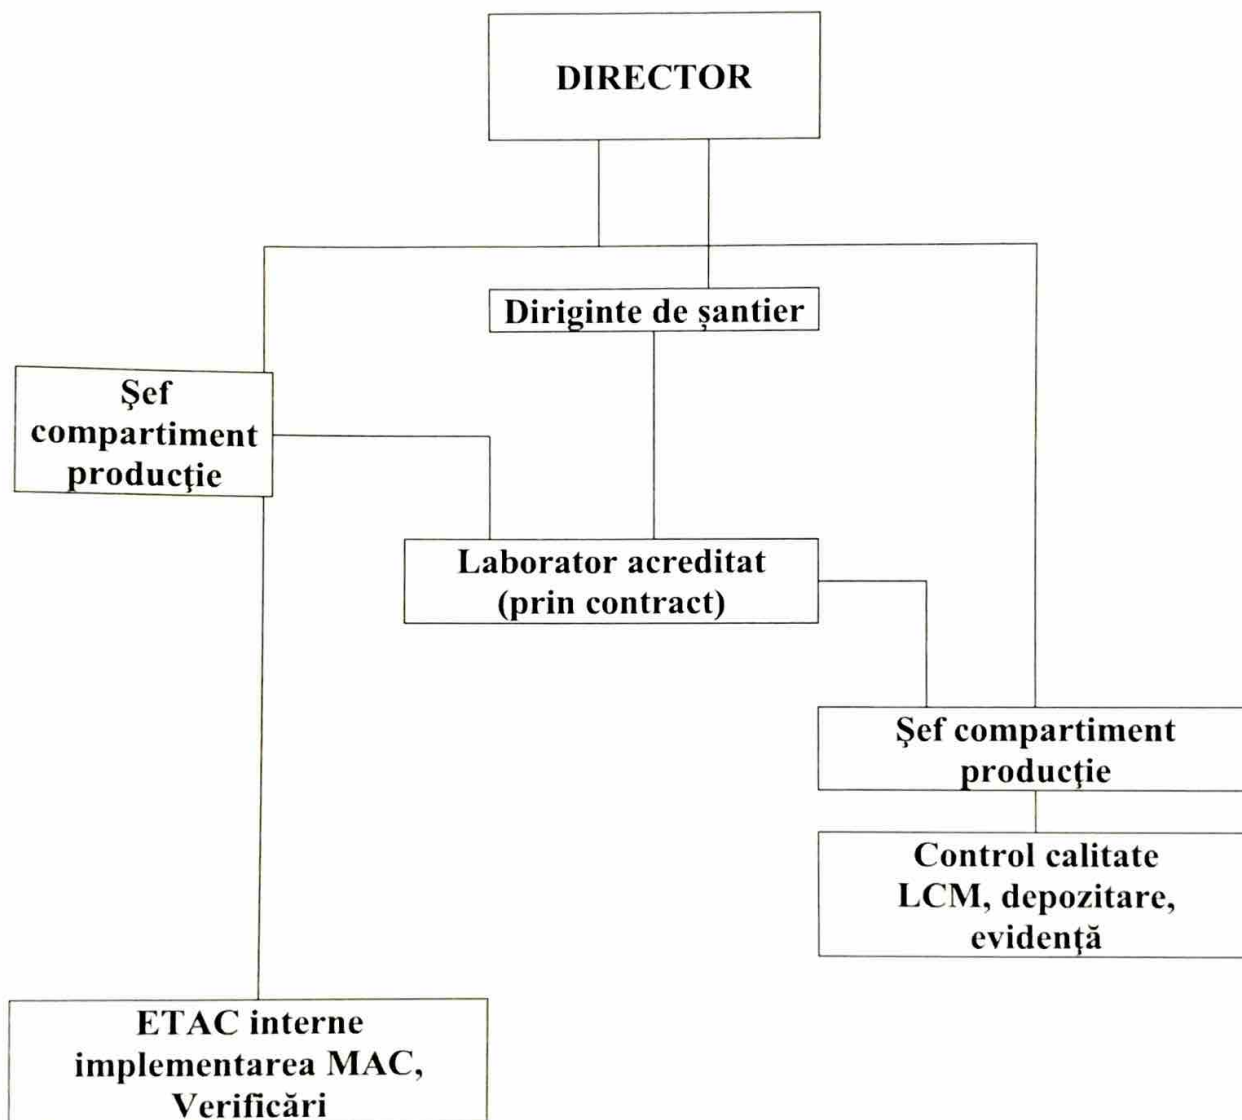 DIRECTOR
Diriginte de șantier
Şef
compartiment
producţie
Laborator acreditat
(prin contract)
Şef compartiment
producţie
Control calitate
LCM, depozitare,
evidenţă
ETAC interne
implementarea MAC,
Verificări